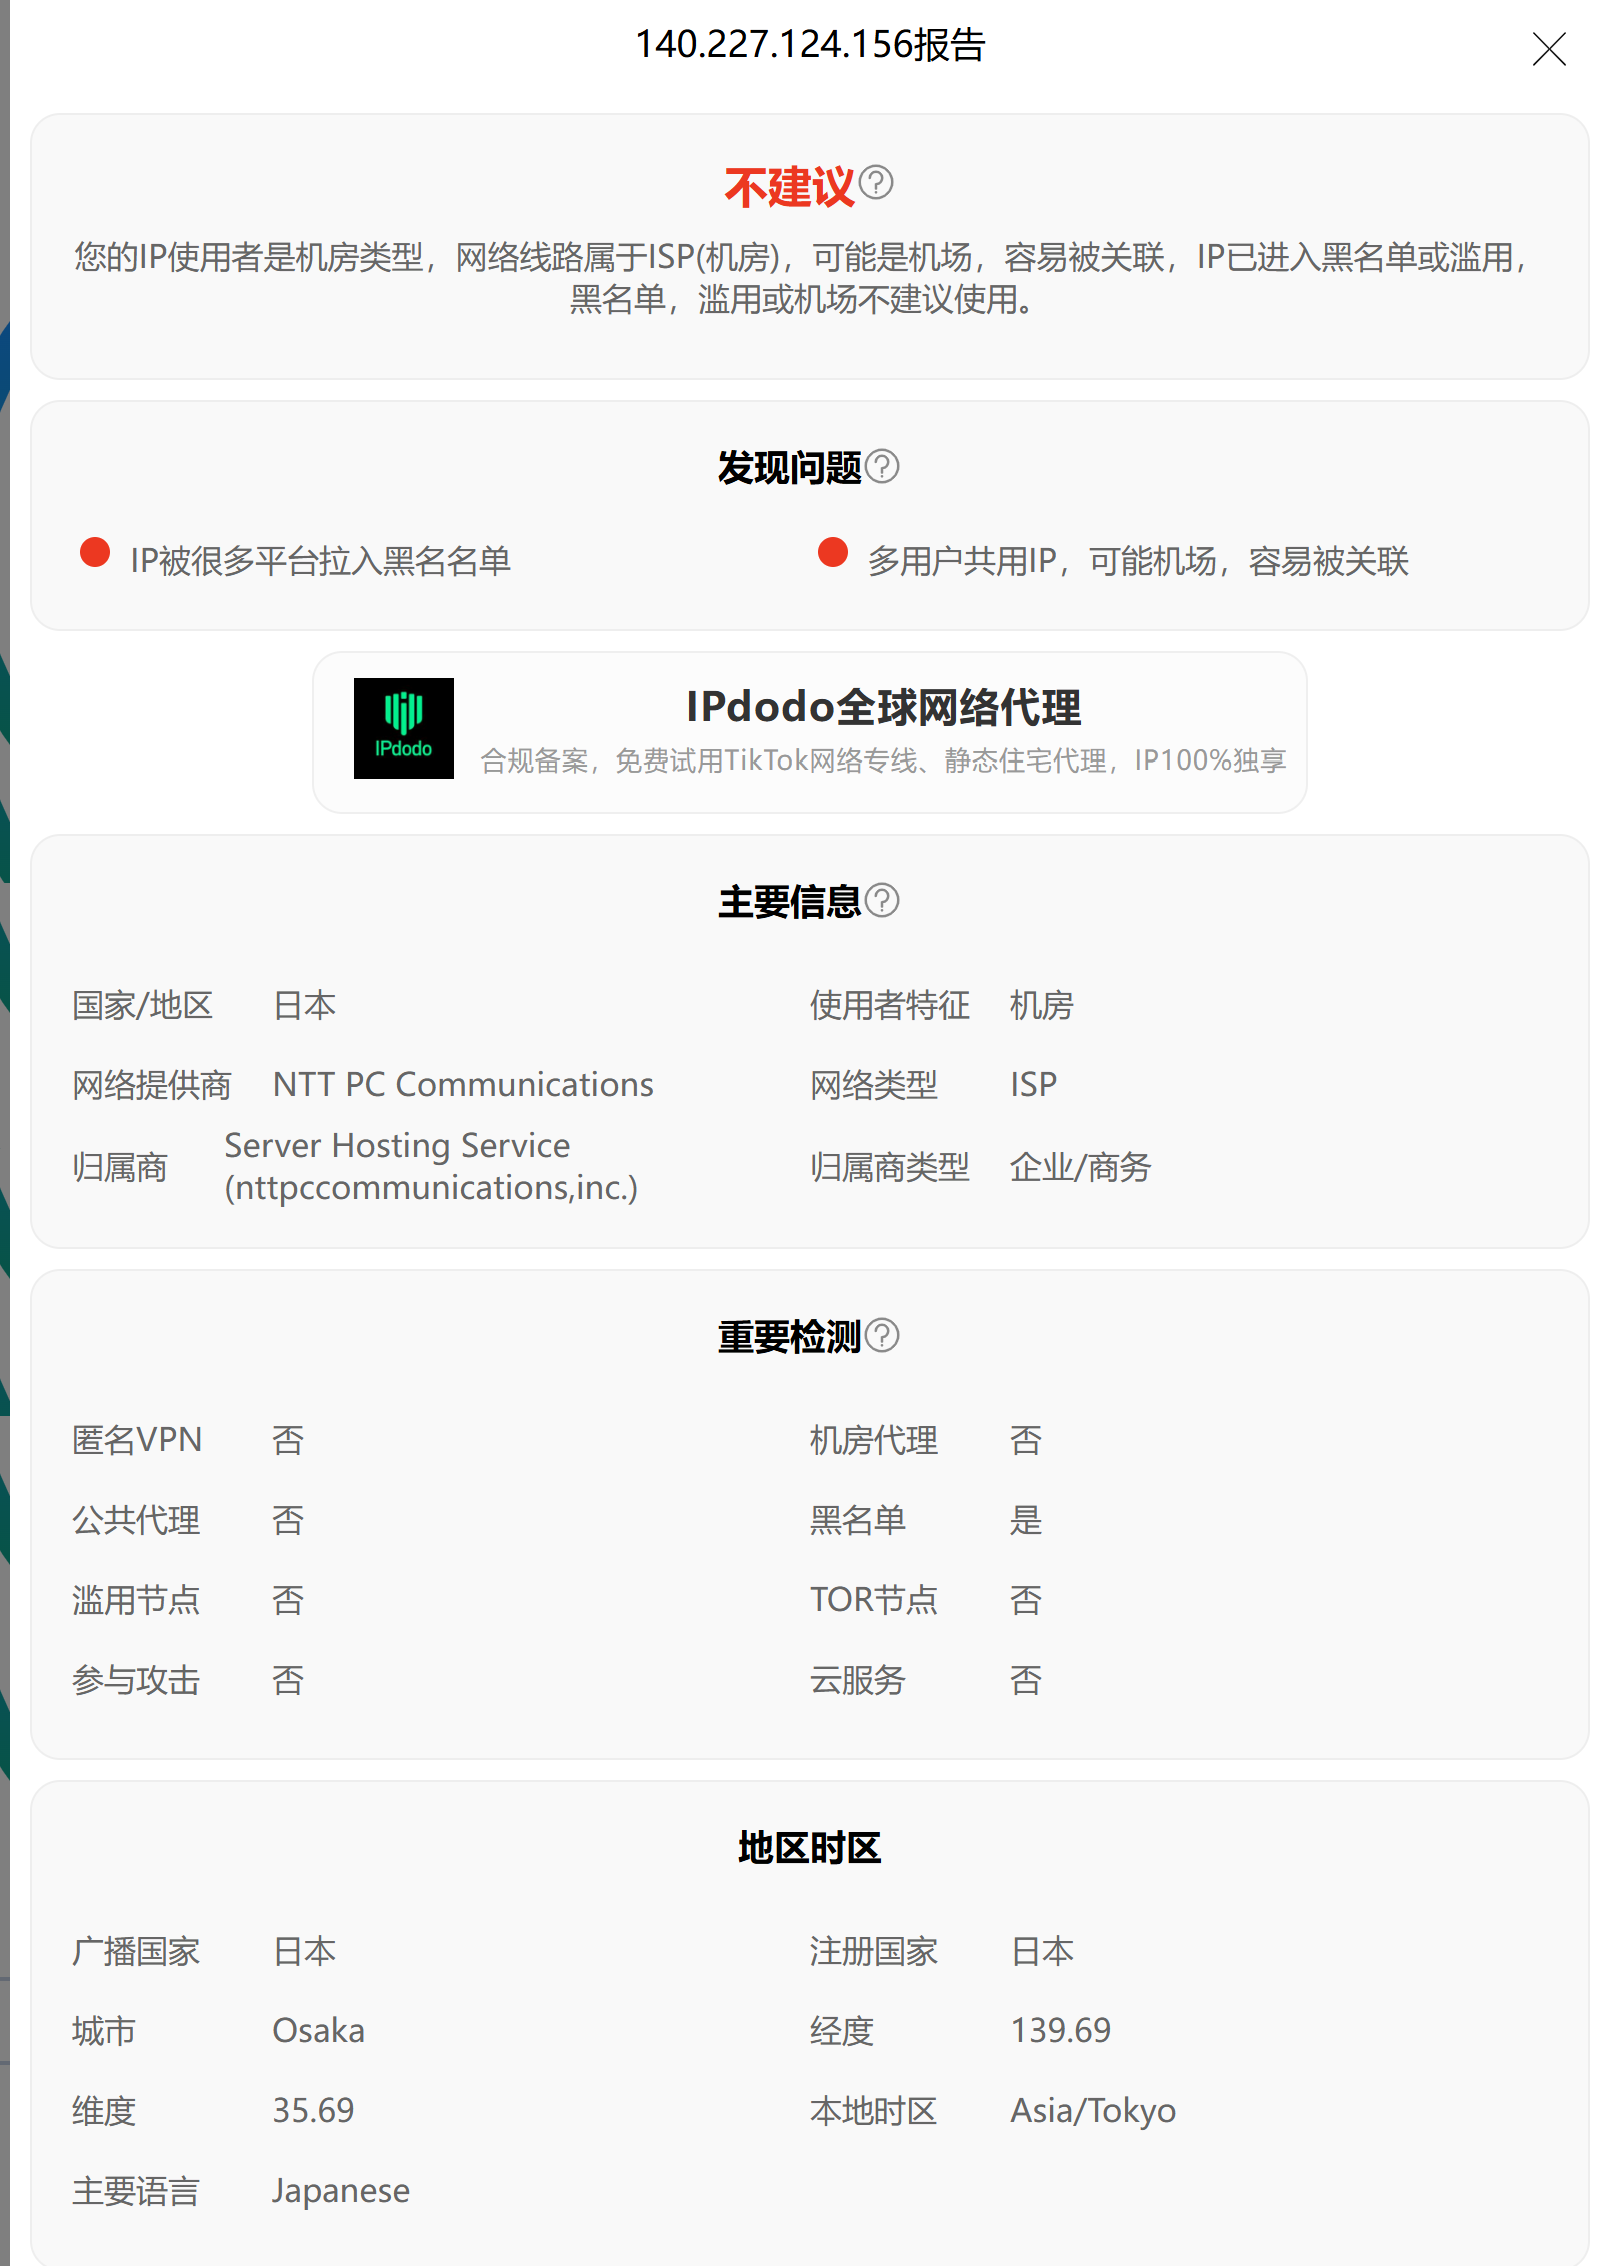 140.227.124.156报告
不建议
您的IP使用者是机房类型，网络线路属于ISP(机房)，可能是机场，容易被关联，IP已进入黑名单或滥用，
黑名单，滥用或机场不建议使用。
发现问题
IP被很多平台拉入黑名名单
多用户共用IP，可能机场，容易被关联
IPdodo
IPdodo全球网络代理
合规备案，免费试用TikTok网络专线、静态住宅代理，IP100%独享
主要信息
国家/地区 日本 使用者特征 机房
网络提供商 NTT PC Communications 网络类型 ISP
归属商 Server Hosting Service
(nttpccommunications,inc.)
归属商类型 企业/商务
重要检测
匿名VPN 否 机房代理 否
公共代理 否 黑名单 是
滥用节点 否 TOR节点 否
参与攻击 否 云服务 否
地区时区
广播国家 日本 注册国家 日本
城市 Osaka 经度 139.69
维度 35.69 本地时区 Asia/Tokyo
主要语言 Japanese